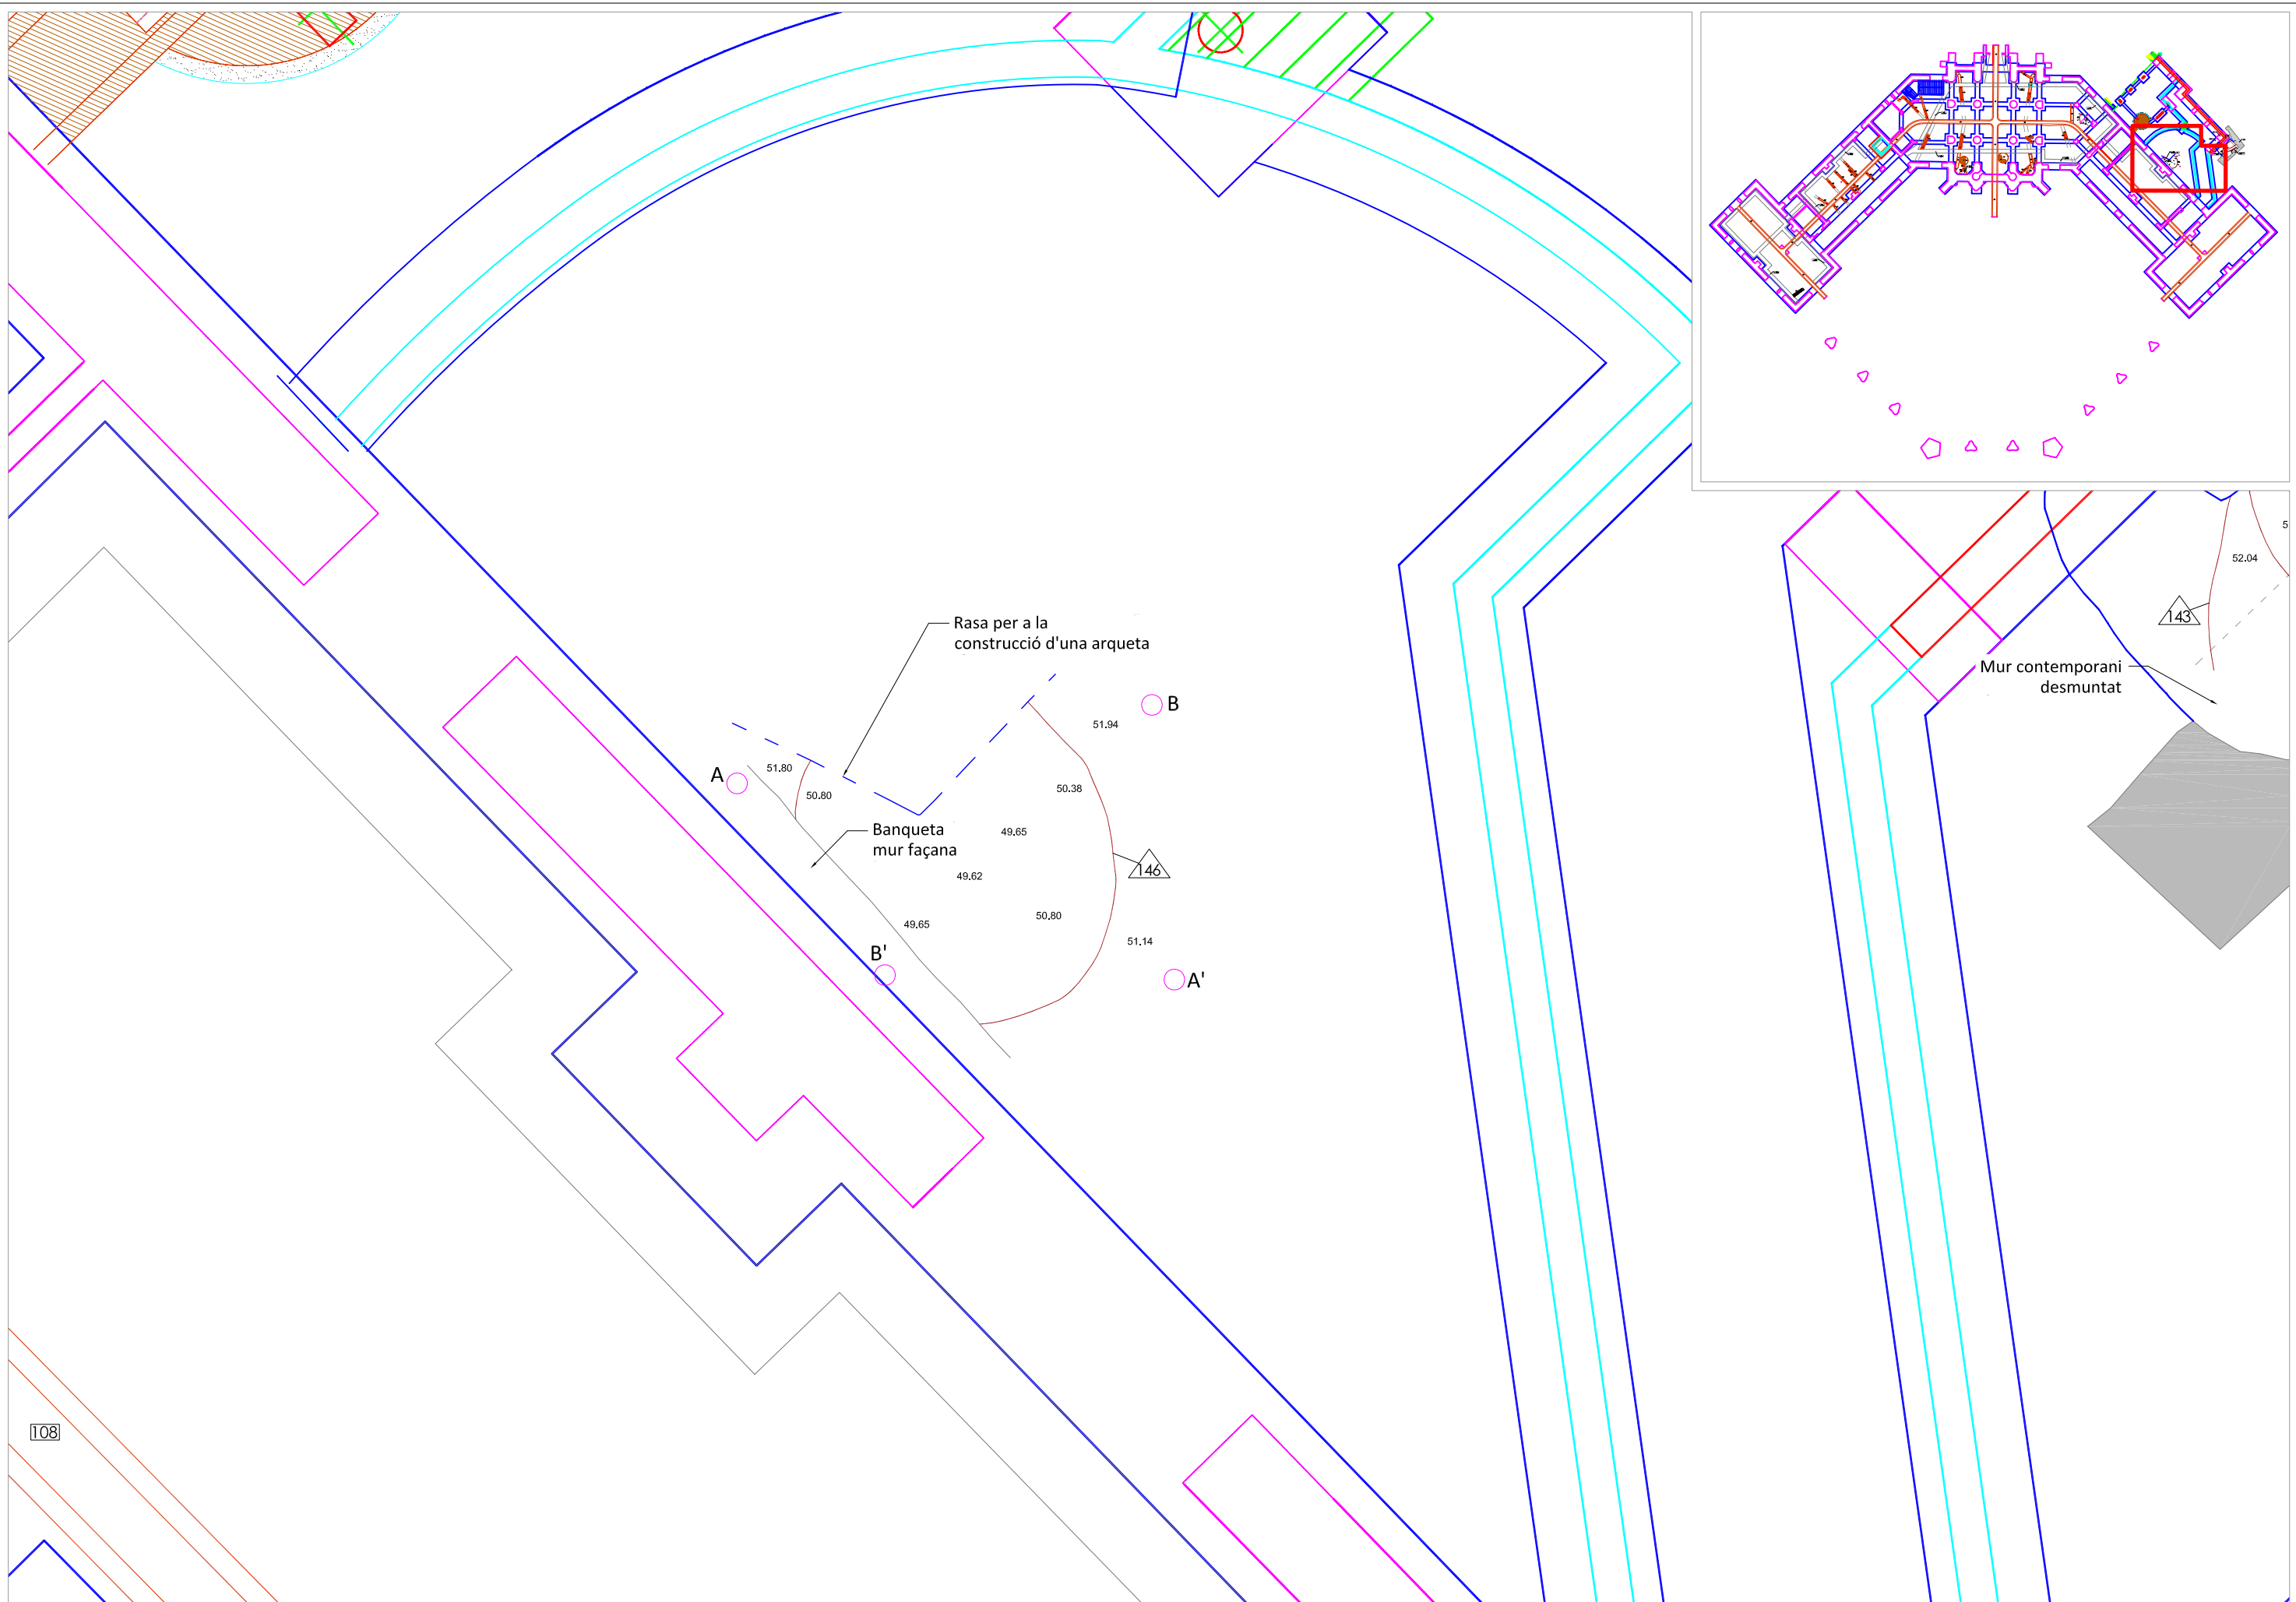 52.04
143
Rasa per a la
construcció d'una arqueta
Mur contemporani
desmuntat
B
51.94
A
51.80
50.80
50.38
Banqueta
mur façana
49.65
146
49.62
50.80
49.65
51.14
B'
A'
108